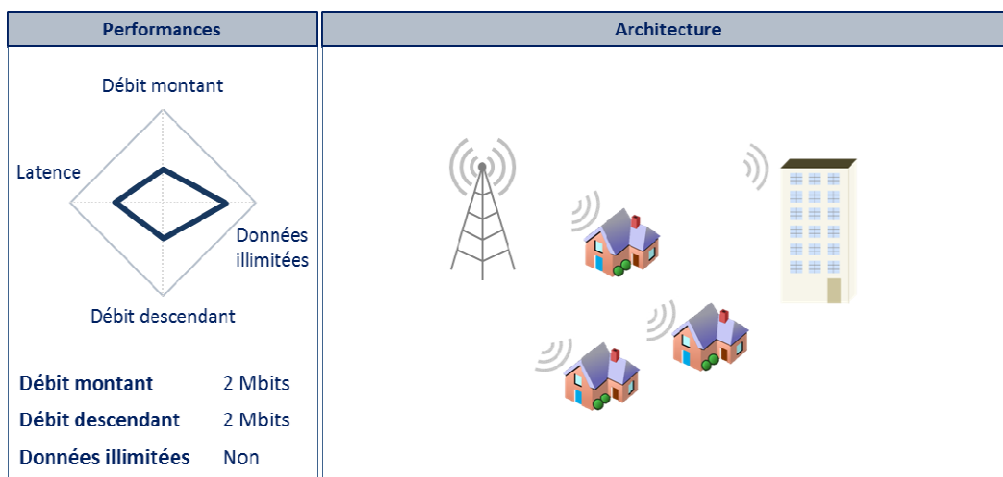 Performances
Architecture
Débit montant
Latence
Données
illimitées
Débit descendant
Débit montant 2 Mbits
Débit descendant 2 Mbits
Données illimitées Non